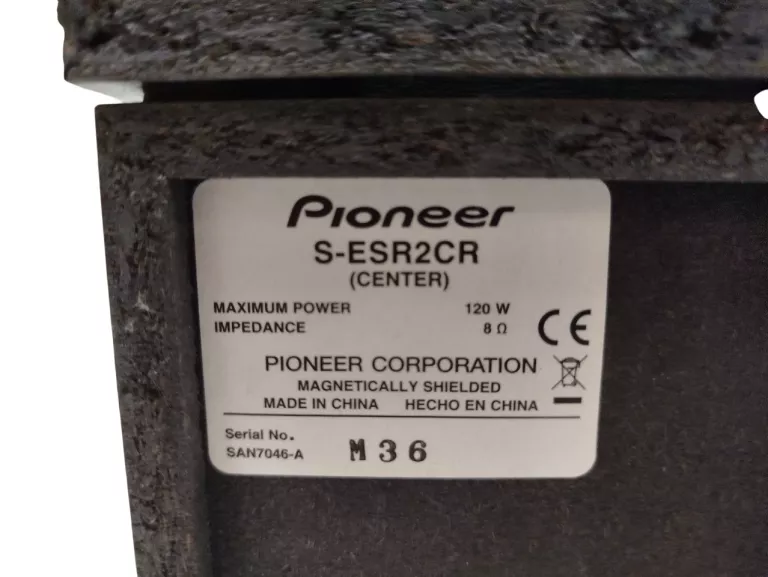 Pioneer
S-ESR2CR
(CENTER)
MAXIMUM POWER 120 W
IMPEDANCE 8 Ω
CE
PIONEER CORPORATION
MAGNETICALLY SHIELDED
MADE IN CHINA HECHO EN CHINA
Serial No.
SAN7046-A M36